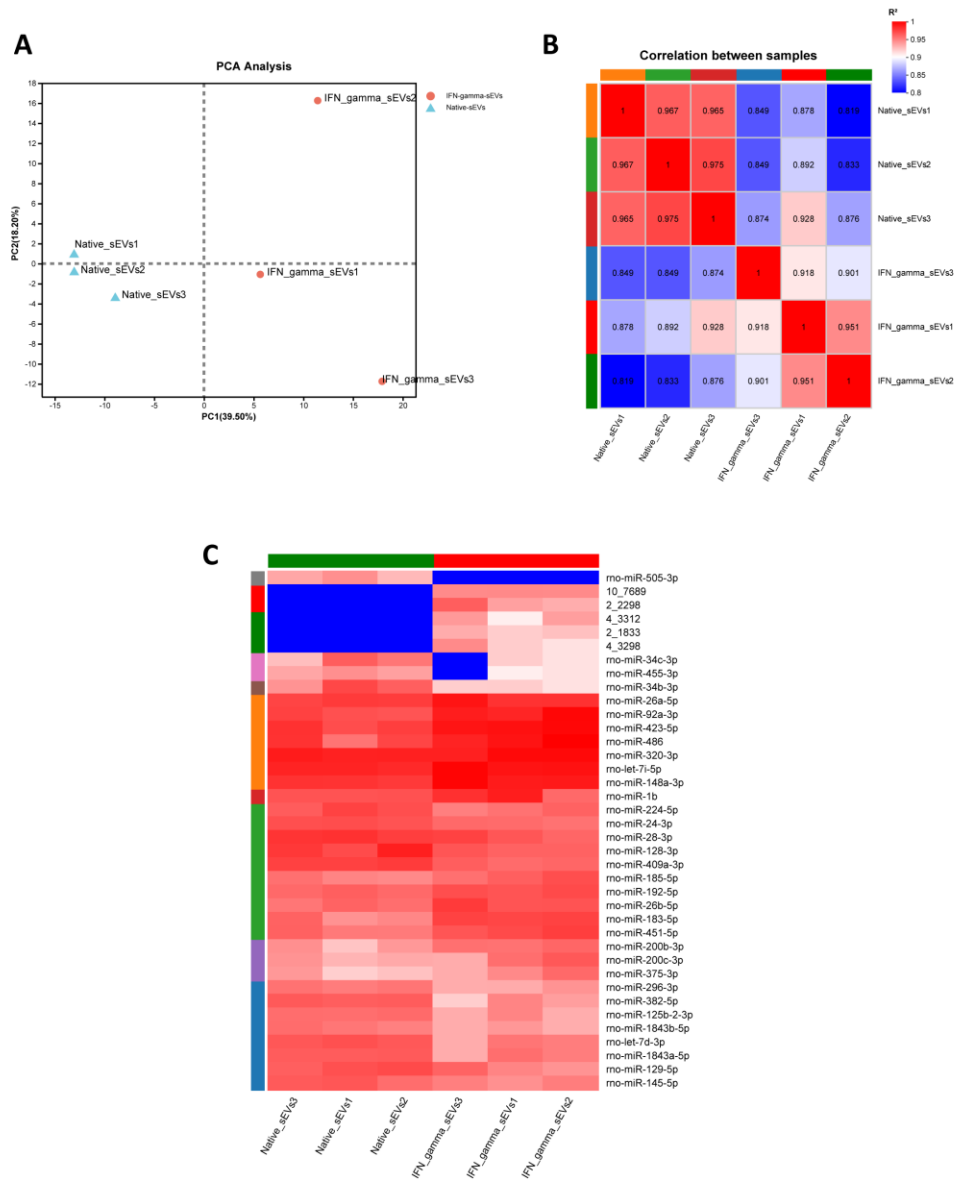 A
PCA Analysis
18
16
14
12
10
8
6
4
2
0
-2
-4
-6
-8
-10
-12
-15
-10
-5
0
5
10
15
20
PC2(18.20%)
PC1(39.50%)
IFN_gamma_sEVs2
Native_sEVs1
Native_sEVs2
Native_sEVs3
IFN_gamma_sEVs1
IFN_gamma_sEVs3
IFN-gamma-sEVs
Native-sEVs
B
Correlation between samples
R²
1
0.95
0.9
0.85
0.8
1 0.967 0.965 0.849 0.878 0.819 Native_sEVs1
0.967 1 0.975 0.849 0.892 0.833 Native_sEVs2
0.965 0.975 1 0.874 0.928 0.876 Native_sEVs3
0.849 0.849 0.874 1 0.918 0.901 IFN_gamma_sEVs3
0.878 0.892 0.928 0.918 1 0.951 IFN_gamma_sEVs1
0.819 0.833 0.876 0.901 0.951 1 IFN_gamma_sEVs2
Native_sEVs1
Native_sEVs2
Native_sEVs3
IFN_gamma_sEVs3
IFN_gamma_sEVs1
IFN_gamma_sEVs2
C
rno-miR-505-3p
10_7689
2_2298
4_3312
2_1833
4_3298
rno-miR-34c-3p
rno-miR-455-3p
rno-miR-34b-3p
rno-miR-26a-5p
rno-miR-92a-3p
rno-miR-423-5p
rno-miR-486
rno-miR-320-3p
rno-let-7i-5p
rno-miR-148a-3p
rno-miR-1b
rno-miR-224-5p
rno-miR-24-3p
rno-miR-28-3p
rno-miR-128-3p
rno-miR-409a-3p
rno-miR-185-5p
rno-miR-192-5p
rno-miR-26b-5p
rno-miR-183-5p
rno-miR-451-5p
rno-miR-200b-3p
rno-miR-200c-3p
rno-miR-375-3p
rno-miR-296-3p
rno-miR-382-5p
rno-miR-125b-2-3p
rno-miR-1843b-5p
rno-let-7d-3p
rno-miR-1843a-5p
rno-miR-129-5p
rno-miR-145-5p
Native_sEVs3
Native_sEVs1
Native_sEVs2
IFN_gamma_sEVs3
IFN_gamma_sEVs1
IFN_gamma_sEVs2